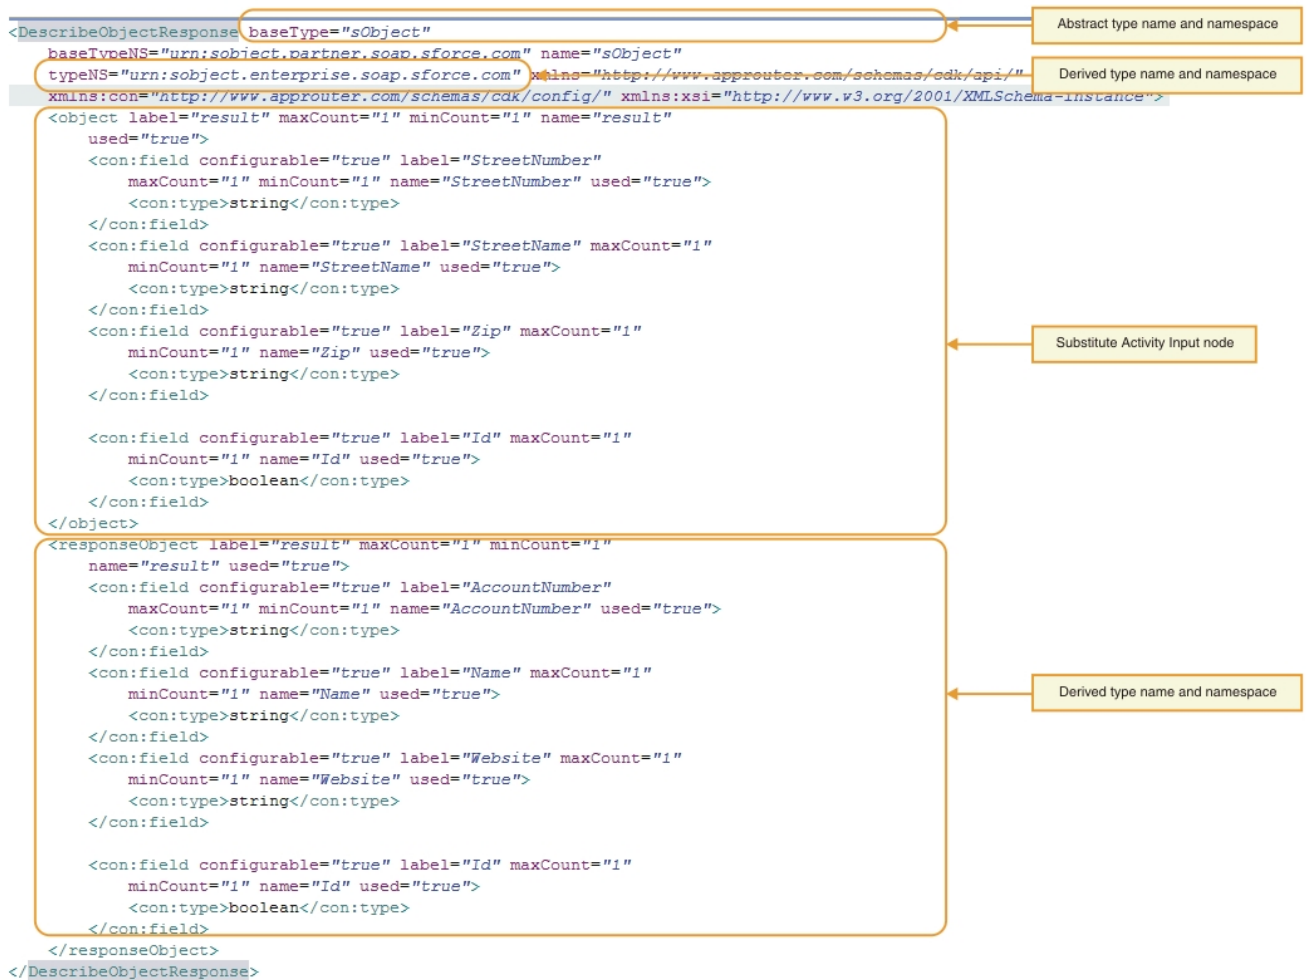 <DescribeObjectResponse baseType="sObject"
Abstract type name and namespace
baseTypeNS="urn:sobject.partner.soap.sforce.com" name="sObject"
typeNS="urn:sobject.enterprise.soap.sforce.com" xmlns="http://www.approuter.com/schemas/cdk/api/"
Derived type name and namespace
xmlns:con="http://www.approuter.com/schemas/cdk/config/" xmlns:xsi="http://www.w3.org/2001/XMLSchema-instance">
<object label="result" maxCount="1" minCount="1" name="result"
used="true">
<con:field configurable="true" label="StreetNumber"
maxCount="1" minCount="1" name="StreetNumber" used="true">
<con:type>string</con:type>
</con:field>
<con:field configurable="true" label="StreetName" maxCount="1"
minCount="1" name="StreetName" used="true">
<con:type>string</con:type>
</con:field>
<con:field configurable="true" label="Zip" maxCount="1"
Substitute Activity Input node
minCount="1" name="Zip" used="true">
<con:type>string</con:type>
</con:field>
<con:field configurable="true" label="Id" maxCount="1"
minCount="1" name="Id" used="true">
<con:type>boolean</con:type>
</con:field>
</object>
<responseObject label="result" maxCount="1" minCount="1"
name="result" used="true">
<con:field configurable="true" label="AccountNumber"
maxCount="1" minCount="1" name="AccountNumber" used="true">
<con:type>string</con:type>
</con:field>
<con:field configurable="true" label="Name" maxCount="1"
minCount="1" name="Name" used="true">
Derived type name and namespace
<con:type>string</con:type>
</con:field>
<con:field configurable="true" label="Website" maxCount="1"
minCount="1" name="Website" used="true">
<con:type>string</con:type>
</con:field>
<con:field configurable="true" label="Id" maxCount="1"
minCount="1" name="Id" used="true">
<con:type>boolean</con:type>
</con:field>
</responseObject>
</DescribeObjectResponse>